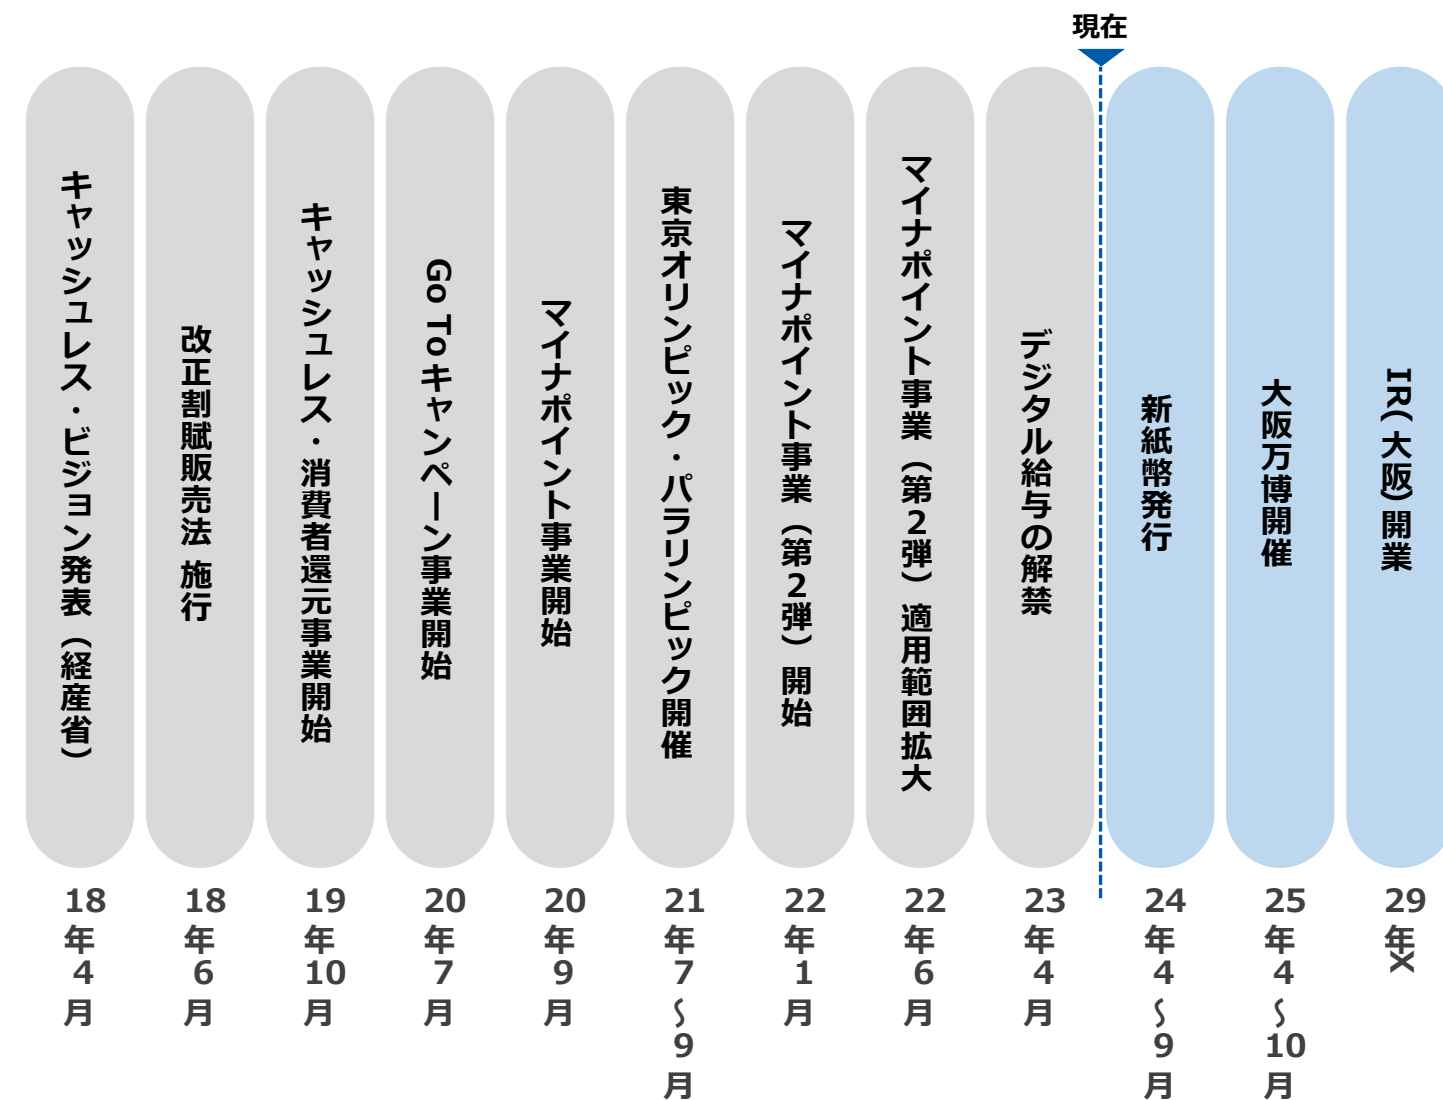 現在
キャッシュレス・ビジョン発表（経産省）
改正割賦販売法 施行
キャッシュレス・消費者還元事業開始
Go Toキャンペーン事業開始
マイナポイント事業開始
東京オリンピック・パラリンピック開催
マイナポイント事業（第2弾）開始
マイナポイント事業（第2弾）適用範囲拡大
デジタル給与の解禁
新紙幣発行
大阪万博開催
IR(大阪)開業
18年4月
18年6月
19年10月
20年7月
20年9月
21年7～9月
22年1月
22年6月
23年4月
24年4～9月
25年4～10月
29年X